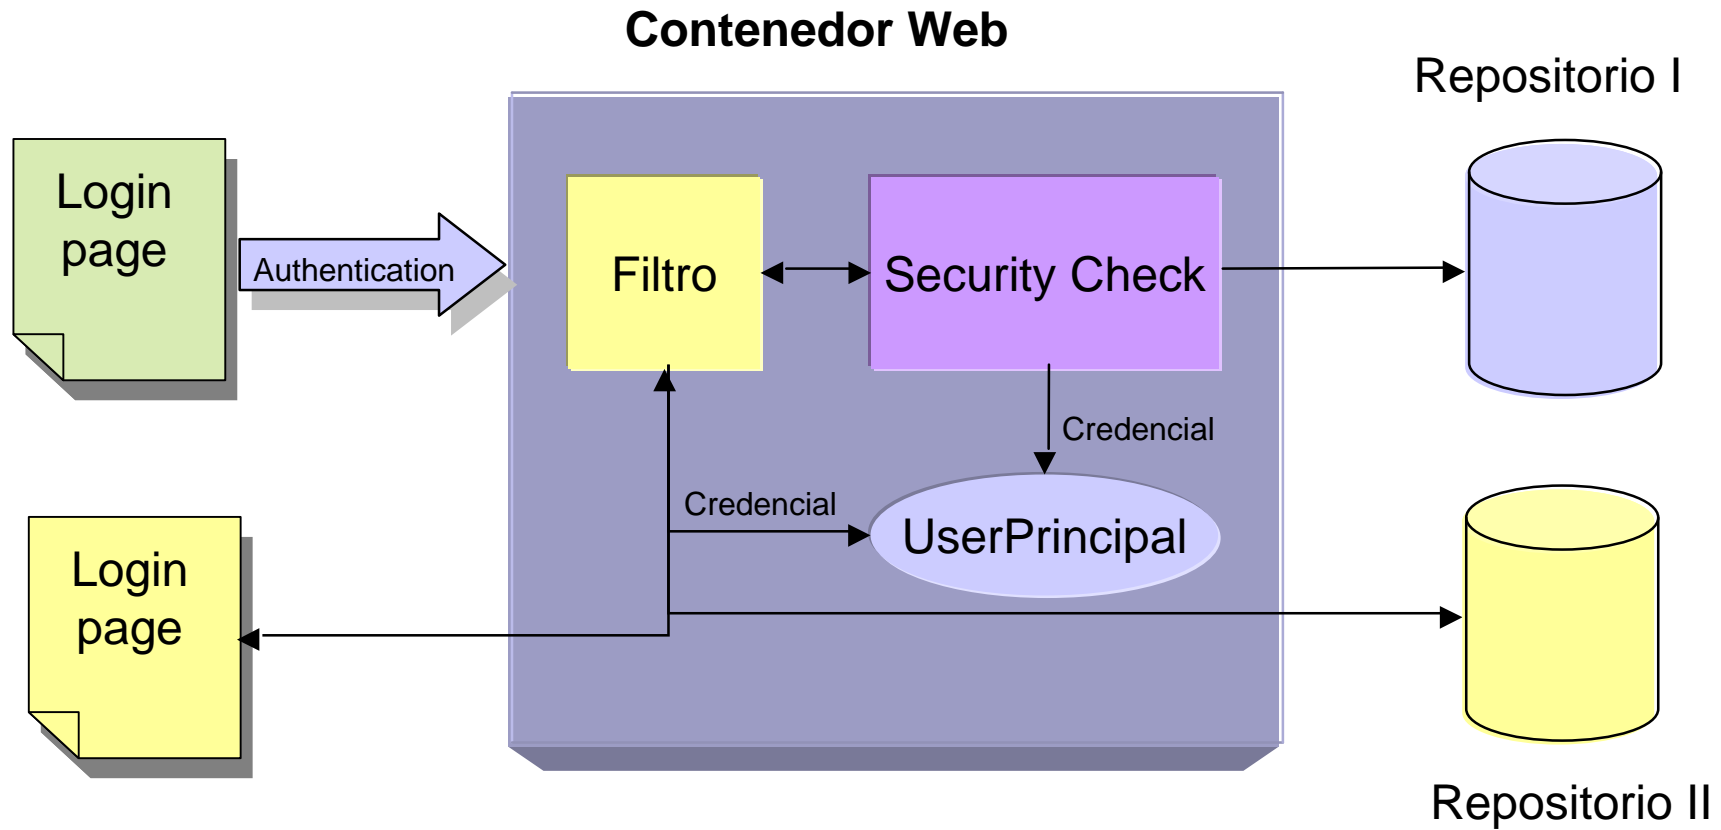 Contenedor Web
Repositorio I
Login
page
Authentication
Filtro
Security Check
Credencial
Credencial
UserPrincipal
Login
page
Repositorio II